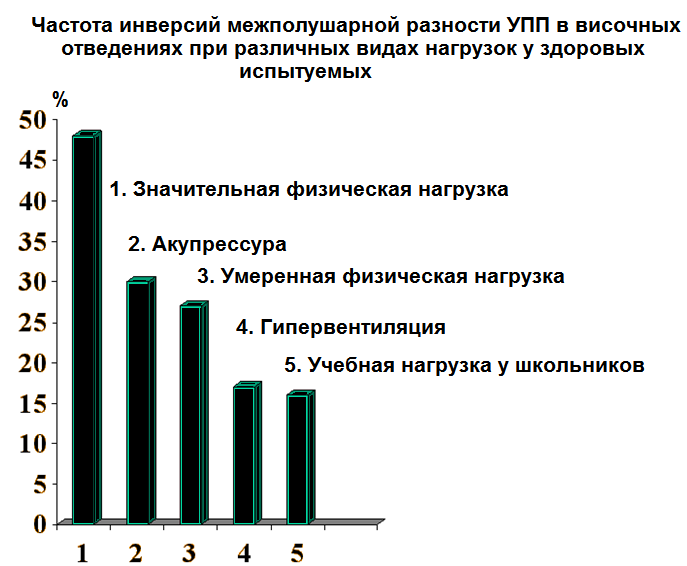 Частота инверсий межполушарной разности УПП в височных
отведениях при различных видах нагрузок у здоровых
испытуемых
%
50
45
40
35
30
25
20
15
10
5
0
1. Значительная физическая нагрузка
2. Акупрессура
3. Умеренная физическая нагрузка
4. Гипервентиляция
5. Учебная нагрузка у школьников
1 2 3 4 5